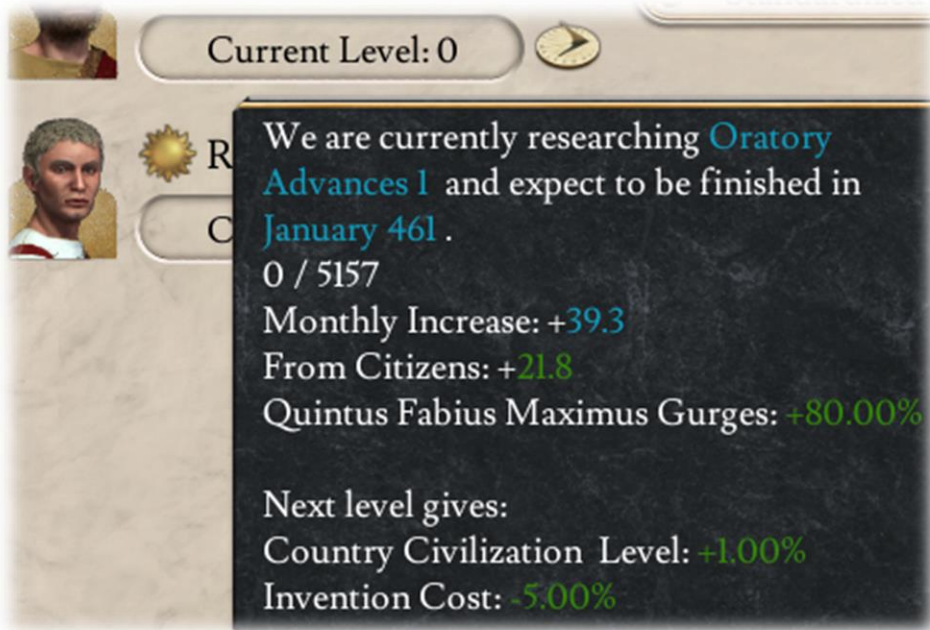 Current Level: 0
R
C
We are currently researching Oratory
Advances 1 and expect to be finished in
January 461 .
0 / 5157
Monthly Increase: +39.3
From Citizens: +21.8
Quintus Fabius Maximus Gurges: +80.00%
Next level gives:
Country Civilization Level: +1.00%
Invention Cost: -5.00%